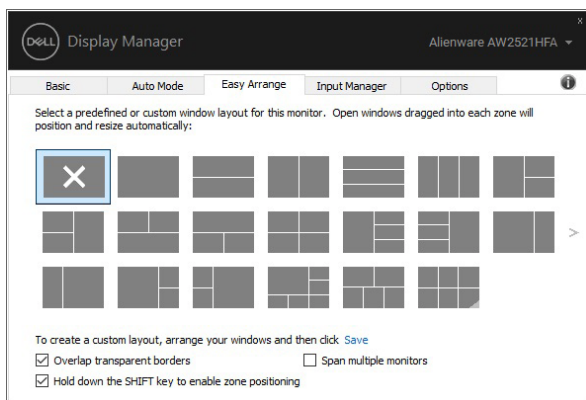 DELL Display Manager
Alienware AW2521HFA
x
Basic Auto Mode Easy Arrange Input Manager Options
Select a predefined or custom window layout for this monitor. Open windows dragged into each zone will
position and resize automatically:
>
To create a custom layout, arrange your windows and then click Save
Overlap transparent borders Span multiple monitors
Hold down the SHIFT key to enable zone positioning